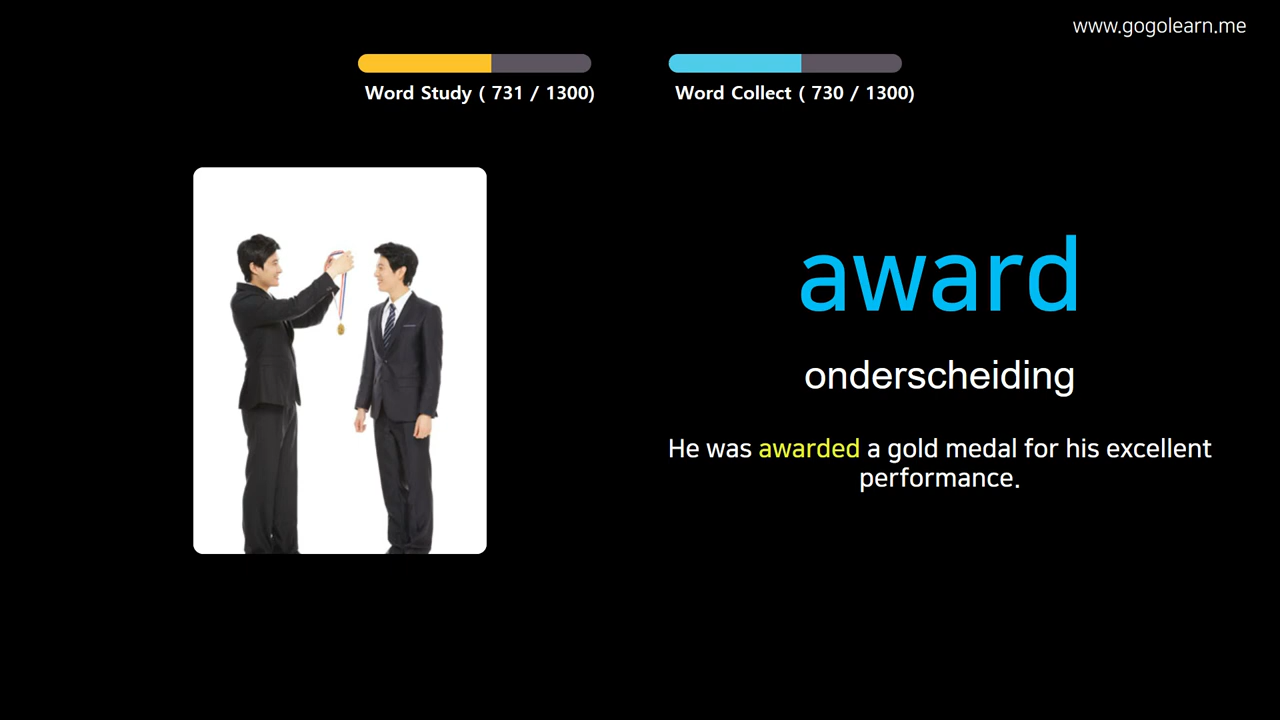 www.gogolearn.me
Word Study ( 731 / 1300)
Word Collect ( 730 / 1300)
award
onderscheiding
He was awarded a gold medal for his excellent
performance.